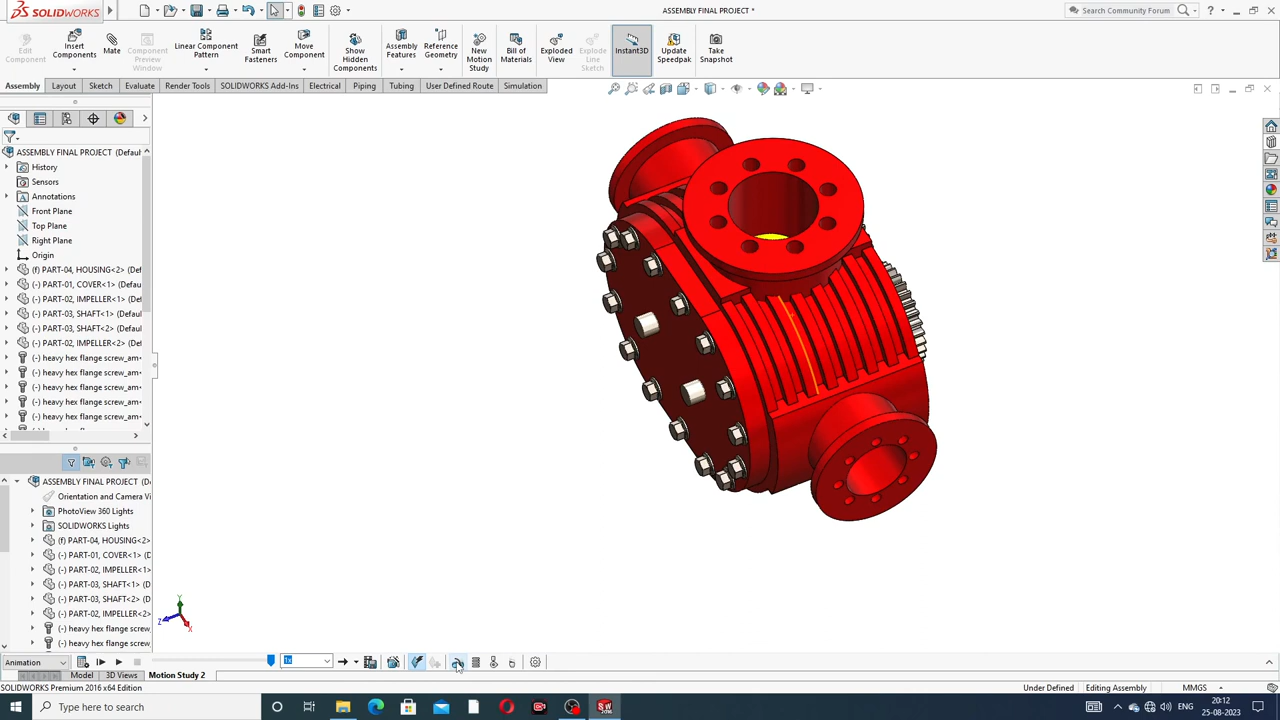 SOLIDWORKS
ASSEMBLY FINAL PROJECT *
Search Community Forum
Edit Component
Insert Components
Mate
Component Preview Window
Linear Component Pattern
Smart Fasteners
Move Component
Show Hidden Components
Assembly Features
Reference Geometry
New Motion Study
Bill of Materials
Exploded View
Explode Line Sketch
Instant3D
Update Speedpak
Take Snapshot
Assembly Layout Sketch Evaluate Render Tools SOLIDWORKS Add-Ins Electrical Piping Tubing User Defined Route Simulation
ASSEMBLY FINAL PROJECT (Defau
History
Sensors
Annotations
Front Plane
Top Plane
Right Plane
Origin
(f) PART-04, HOUSING<2> (Def
(-) PART-01, COVER<1> (Defa
(-) PART-02, IMPELLER<1> (De
(-) PART-03, SHAFT<1> (Defau
(-) PART-03, SHAFT<2> (Defau
(-) PART-02, IMPELLER<2> (De
(-) heavy hex flange screw_am
(-) heavy hex flange screw_am
(-) heavy hex flange screw_am
(-) heavy hex flange screw_am
(-) heavy hex flange screw_am
ASSEMBLY FINAL PROJECT (D
Orientation and Camera Vi
PhotoView 360 Lights
SOLIDWORKS Lights
(f) PART-04, HOUSING<2> (
(-) PART-01, COVER<1> (De
(-) PART-02, IMPELLER<1> (
(-) PART-03, SHAFT<1> (D
(-) PART-03, SHAFT<2> (D
(-) PART-02, IMPELLER<2> (
(-) heavy hex flange screw_
(-) heavy hex flange screw_
Y
Z
X
Animation
1x
Model 3D Views Motion Study 2
SOLIDWORKS Premium 2016 x64 Edition
Under Defined Editing Assembly MMGS
Type here to search
ENG
20:12
25-08-2023